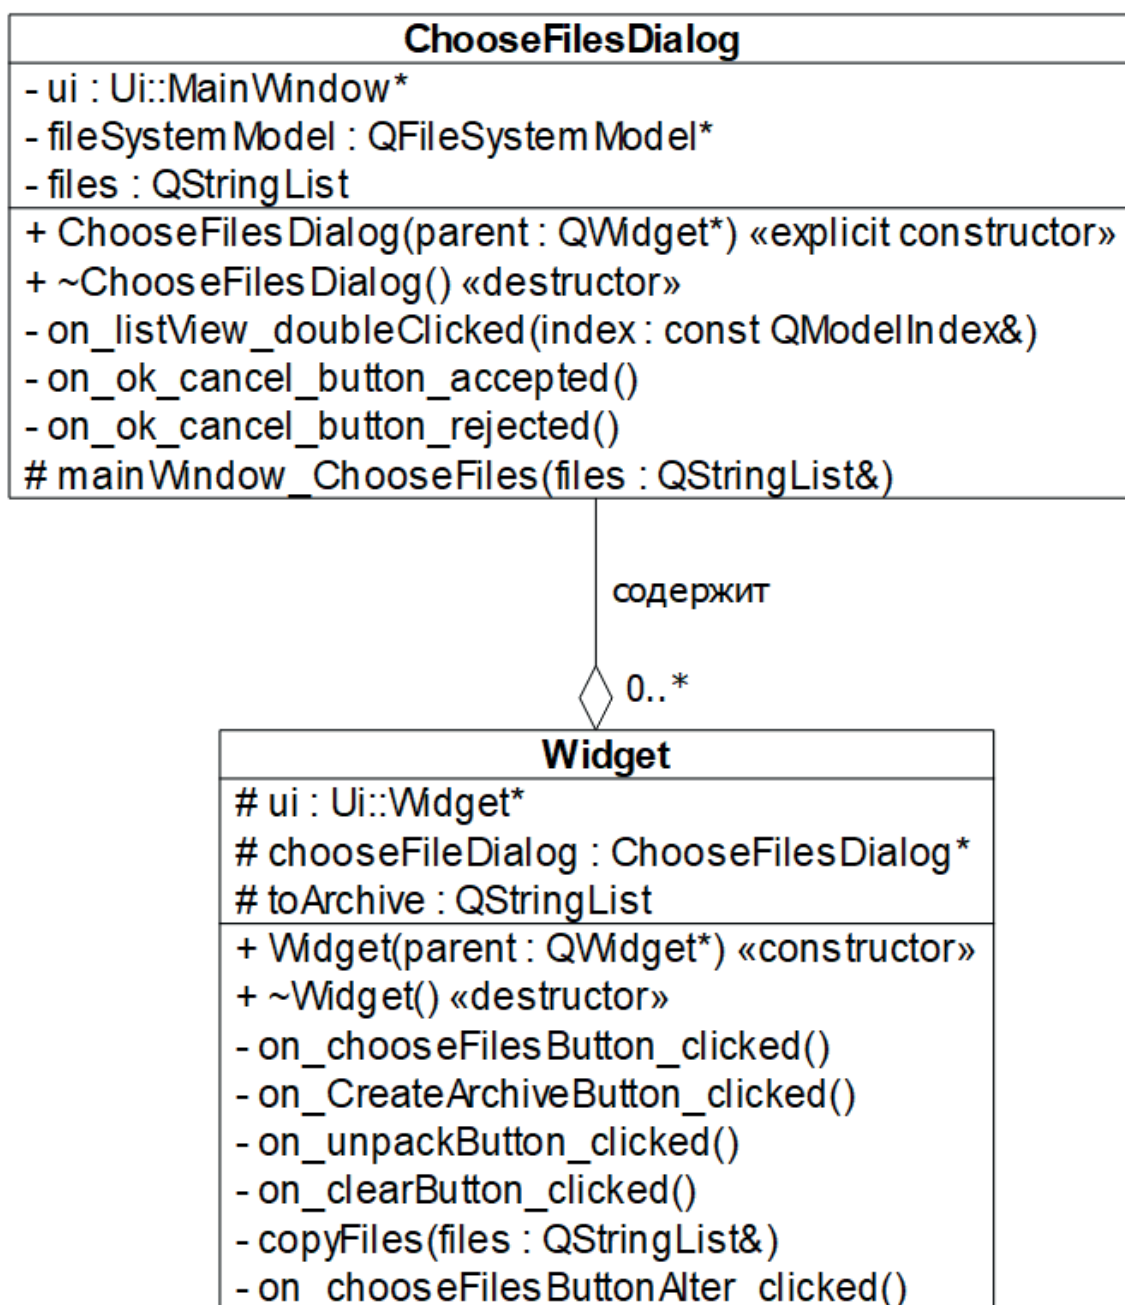 ChooseFilesDialog
- ui : Ui::MainWindow*
- fileSystemModel : QFileSystemModel*
- files : QStringList
+ ChooseFilesDialog(parent : QWidget*) «explicit constructor»
+ ~ChooseFilesDialog() «destructor»
- on_listView_doubleClicked(index : const QModelIndex&)
- on_ok_cancel_button_accepted()
- on_ok_cancel_button_rejected()
# mainWindow_ChooseFiles(files : QStringList&)
содержит
0..*
Widget
# ui : Ui::Widget*
# chooseFileDialog : ChooseFilesDialog*
# toArchive : QStringList
+ Widget(parent : QWidget*) «constructor»
+ ~Widget() «destructor»
- on_chooseFilesButton_clicked()
- on_CreateArchiveButton_clicked()
- on_unpackButton_clicked()
- on_clearButton_clicked()
- copyFiles(files : QStringList&)
- on_chooseFilesButtonAlter_clicked()